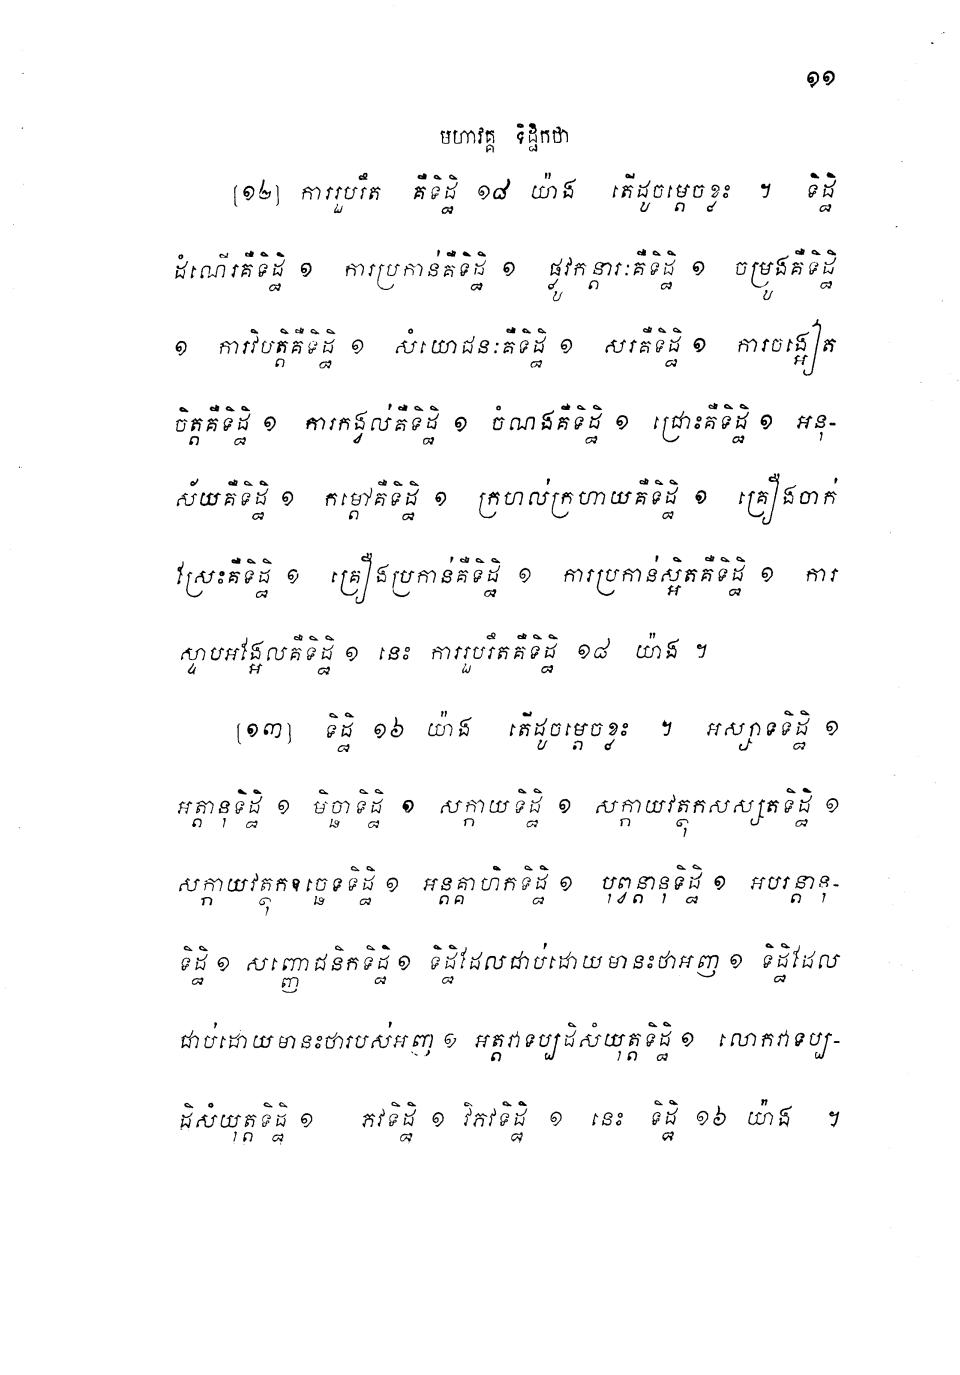 ១១
មហាវគ្គ ទិដ្ឋិកថា
[១២] ការរួបរឹត គឺទិដ្ឋិ ១៨ យ៉ាង តើដូចម្តេចខ្លះ ។ ទិដ្ឋិ
ដំណើរគឺទិដ្ឋិ ១ ការប្រកាន់គឺទិដ្ឋិ ១ ផ្លូវកន្តារៈគឺទិដ្ឋិ ១ ចម្រូងគឺទិដ្ឋិ
១ ការវិបត្តិគឺទិដ្ឋិ ១ សំយោជនៈគឺទិដ្ឋិ ១ សរគឺទិដ្ឋិ ១ ការចង្អៀត
ចិត្តគឺទិដ្ឋិ ១ ការកង្វល់គឺទិដ្ឋិ ១ ចំណងគឺទិដ្ឋិ ១ ជ្រោះគឺទិដ្ឋិ ១ អនុ-
ស័យគឺទិដ្ឋិ ១ កម្តៅគឺទិដ្ឋិ ១ ក្រហល់ក្រហាយគឺទិដ្ឋិ ១ គ្រឿងចាក់
ស្រែះគឺទិដ្ឋិ ១ គ្រឿងប្រកាន់គឺទិដ្ឋិ ១ ការប្រកាន់ស្អិតគឺទិដ្ឋិ ១ ការ
ស្ទាបអង្អែលគឺទិដ្ឋិ ១ នេះ ការរួបរឹតគឺទិដ្ឋិ ១៨ យ៉ាង ។
[១៣] ទិដ្ឋិ ១៦ យ៉ាង តើដូចម្តេចខ្លះ ។ អស្សាទទិដ្ឋិ ១
អត្តានុទិដ្ឋិ ១ មិច្ឆាទិដ្ឋិ ១ សក្កាយទិដ្ឋិ ១ សក្កាយវត្ថុកសស្សតទិដ្ឋិ ១
សក្កាយវត្ថុកឧច្ឆេទទិដ្ឋិ ១ អន្តគ្គាហិកទិដ្ឋិ ១ បុព្វន្តានុទិដ្ឋិ ១ អបរន្តានុ-
ទិដ្ឋិ ១ សញ្ញោជនិកទិដ្ឋិ ១ ទិដ្ឋិដែលជាប់ដោយមានះថាអញ ១ ទិដ្ឋិដែល
ជាប់ដោយមានះថារបស់អញ ១ អត្តវាទប្បដិសំយុត្តទិដ្ឋិ ១ លោកវាទប្ប-
ដិសំយុត្តទិដ្ឋិ ១ ភវទិដ្ឋិ ១ វិភវទិដ្ឋិ ១ នេះ ទិដ្ឋិ ១៦ យ៉ាង ។